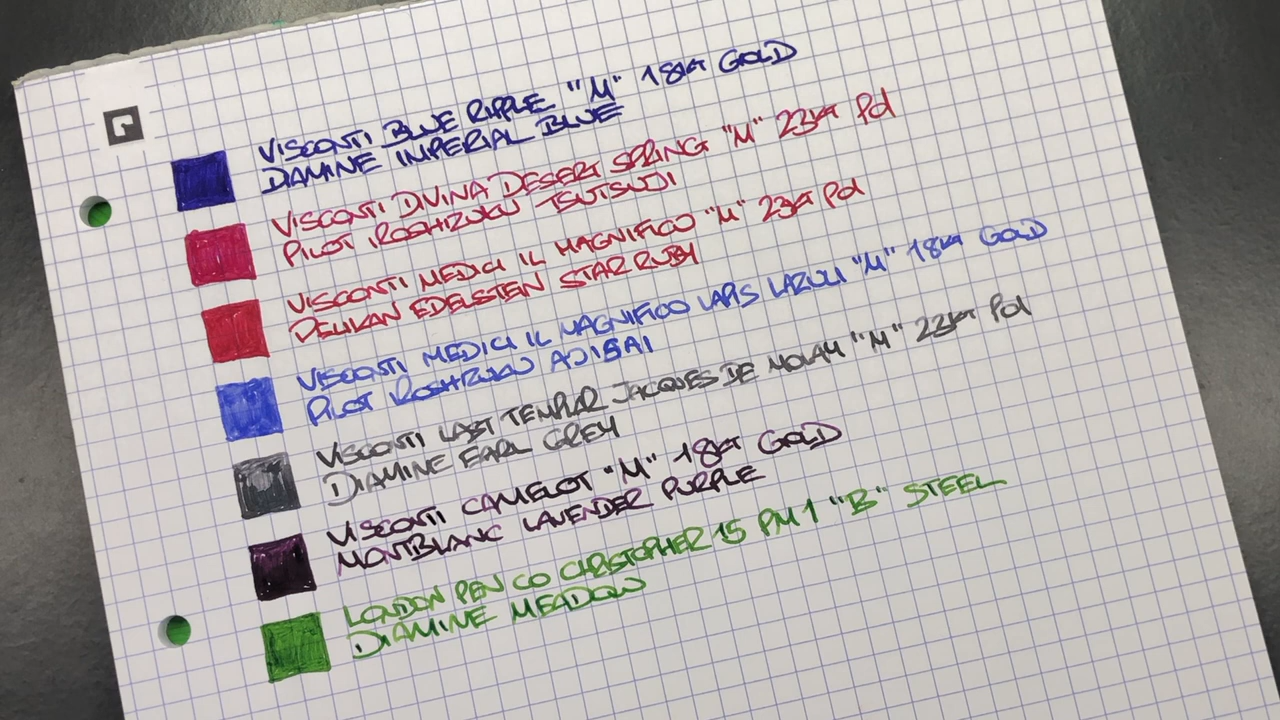 VISCONTI BLUE RIPPLE "M" 18KT GOLD
DIAMINE IMPERIAL BLUE
VISCONTI DIVINA DESERT SPRING "M" 23KT Pd
PILOT IROSHIZUKU TSUTSUJI
VISCONTI MEDICI IL MAGNIFICO "M" 23KT Pd
PELIKAN EDELSTEIN STAR RUBY
VISCONTI MEDICI IL MAGNIFICO LAPIS LAZULI "M" 18KT GOLD
PILOT IROSHIZUKU AJISAI
VISCONTI LAST TEMPLAR JACQUES DE MOLAY "M" 23KT Pd
DIAMINE EARL GREY
VISCONTI CAMELOT "M" 18KT GOLD
MONTBLANC LAVENDER PURPLE
LONDON PEN CO CHRISTOPHER 15 PM1 "B" STEEL
DIAMINE MEADOW